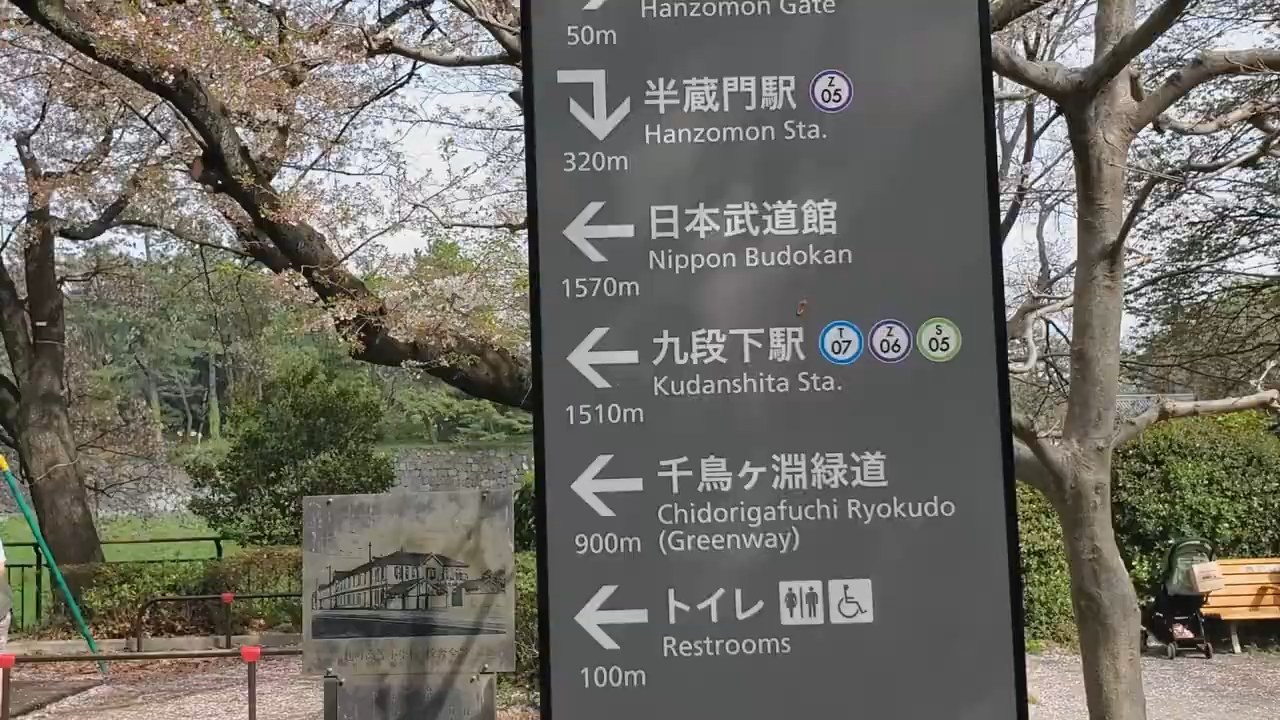 Hanzomon Gate
50m
半蔵門駅 Z 05
Hanzomon Sta.
320m
日本武道館
Nippon Budokan
1570m
九段下駅 T 07 Z 06 S 05
Kudanshita Sta.
1510m
千鳥ヶ淵緑道
Chidorigafuchi Ryokudo
(Greenway)
900m
トイレ
Restrooms
100m